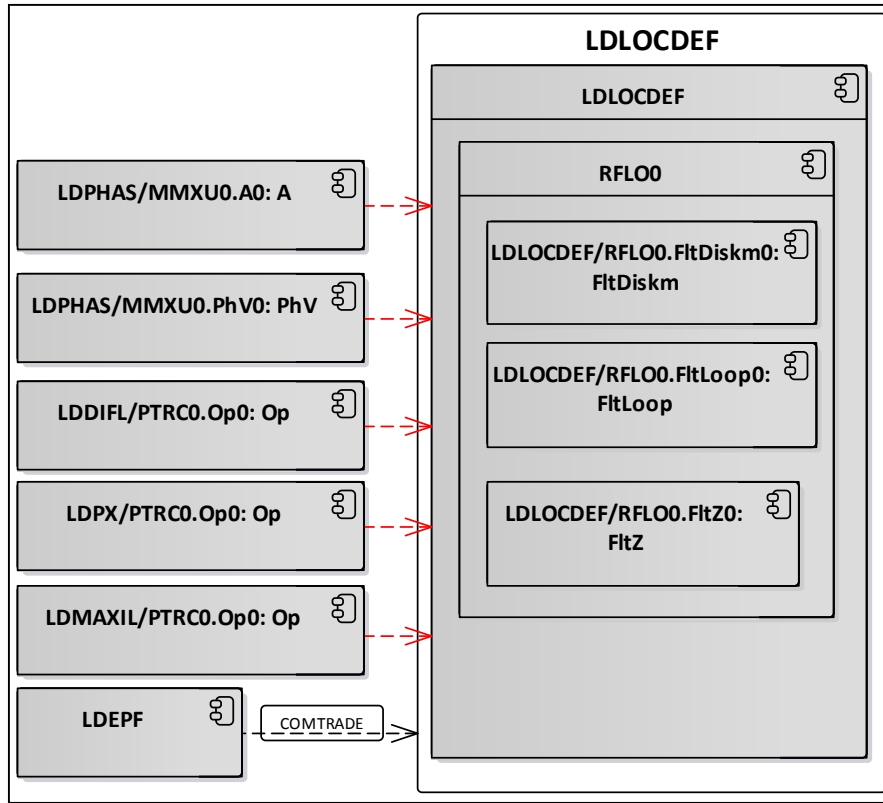 LDLOCDEF
LDLOCDEF
RFLO0
LDPHAS/MMXU0.A0: A
LDLOCDEF/RFLO0.FltDiskm0:
FltDiskm
LDPHAS/MMXU0.PhV0: PhV
LDLOCDEF/RFLO0.FltLoop0:
FltLoop
LDDIFL/PTRC0.Op0: Op
LDPX/PTRC0.Op0: Op
LDLOCDEF/RFLO0.FltZ0:
FltZ
LDMAXIL/PTRC0.Op0: Op
LDEPF
COMTRADE